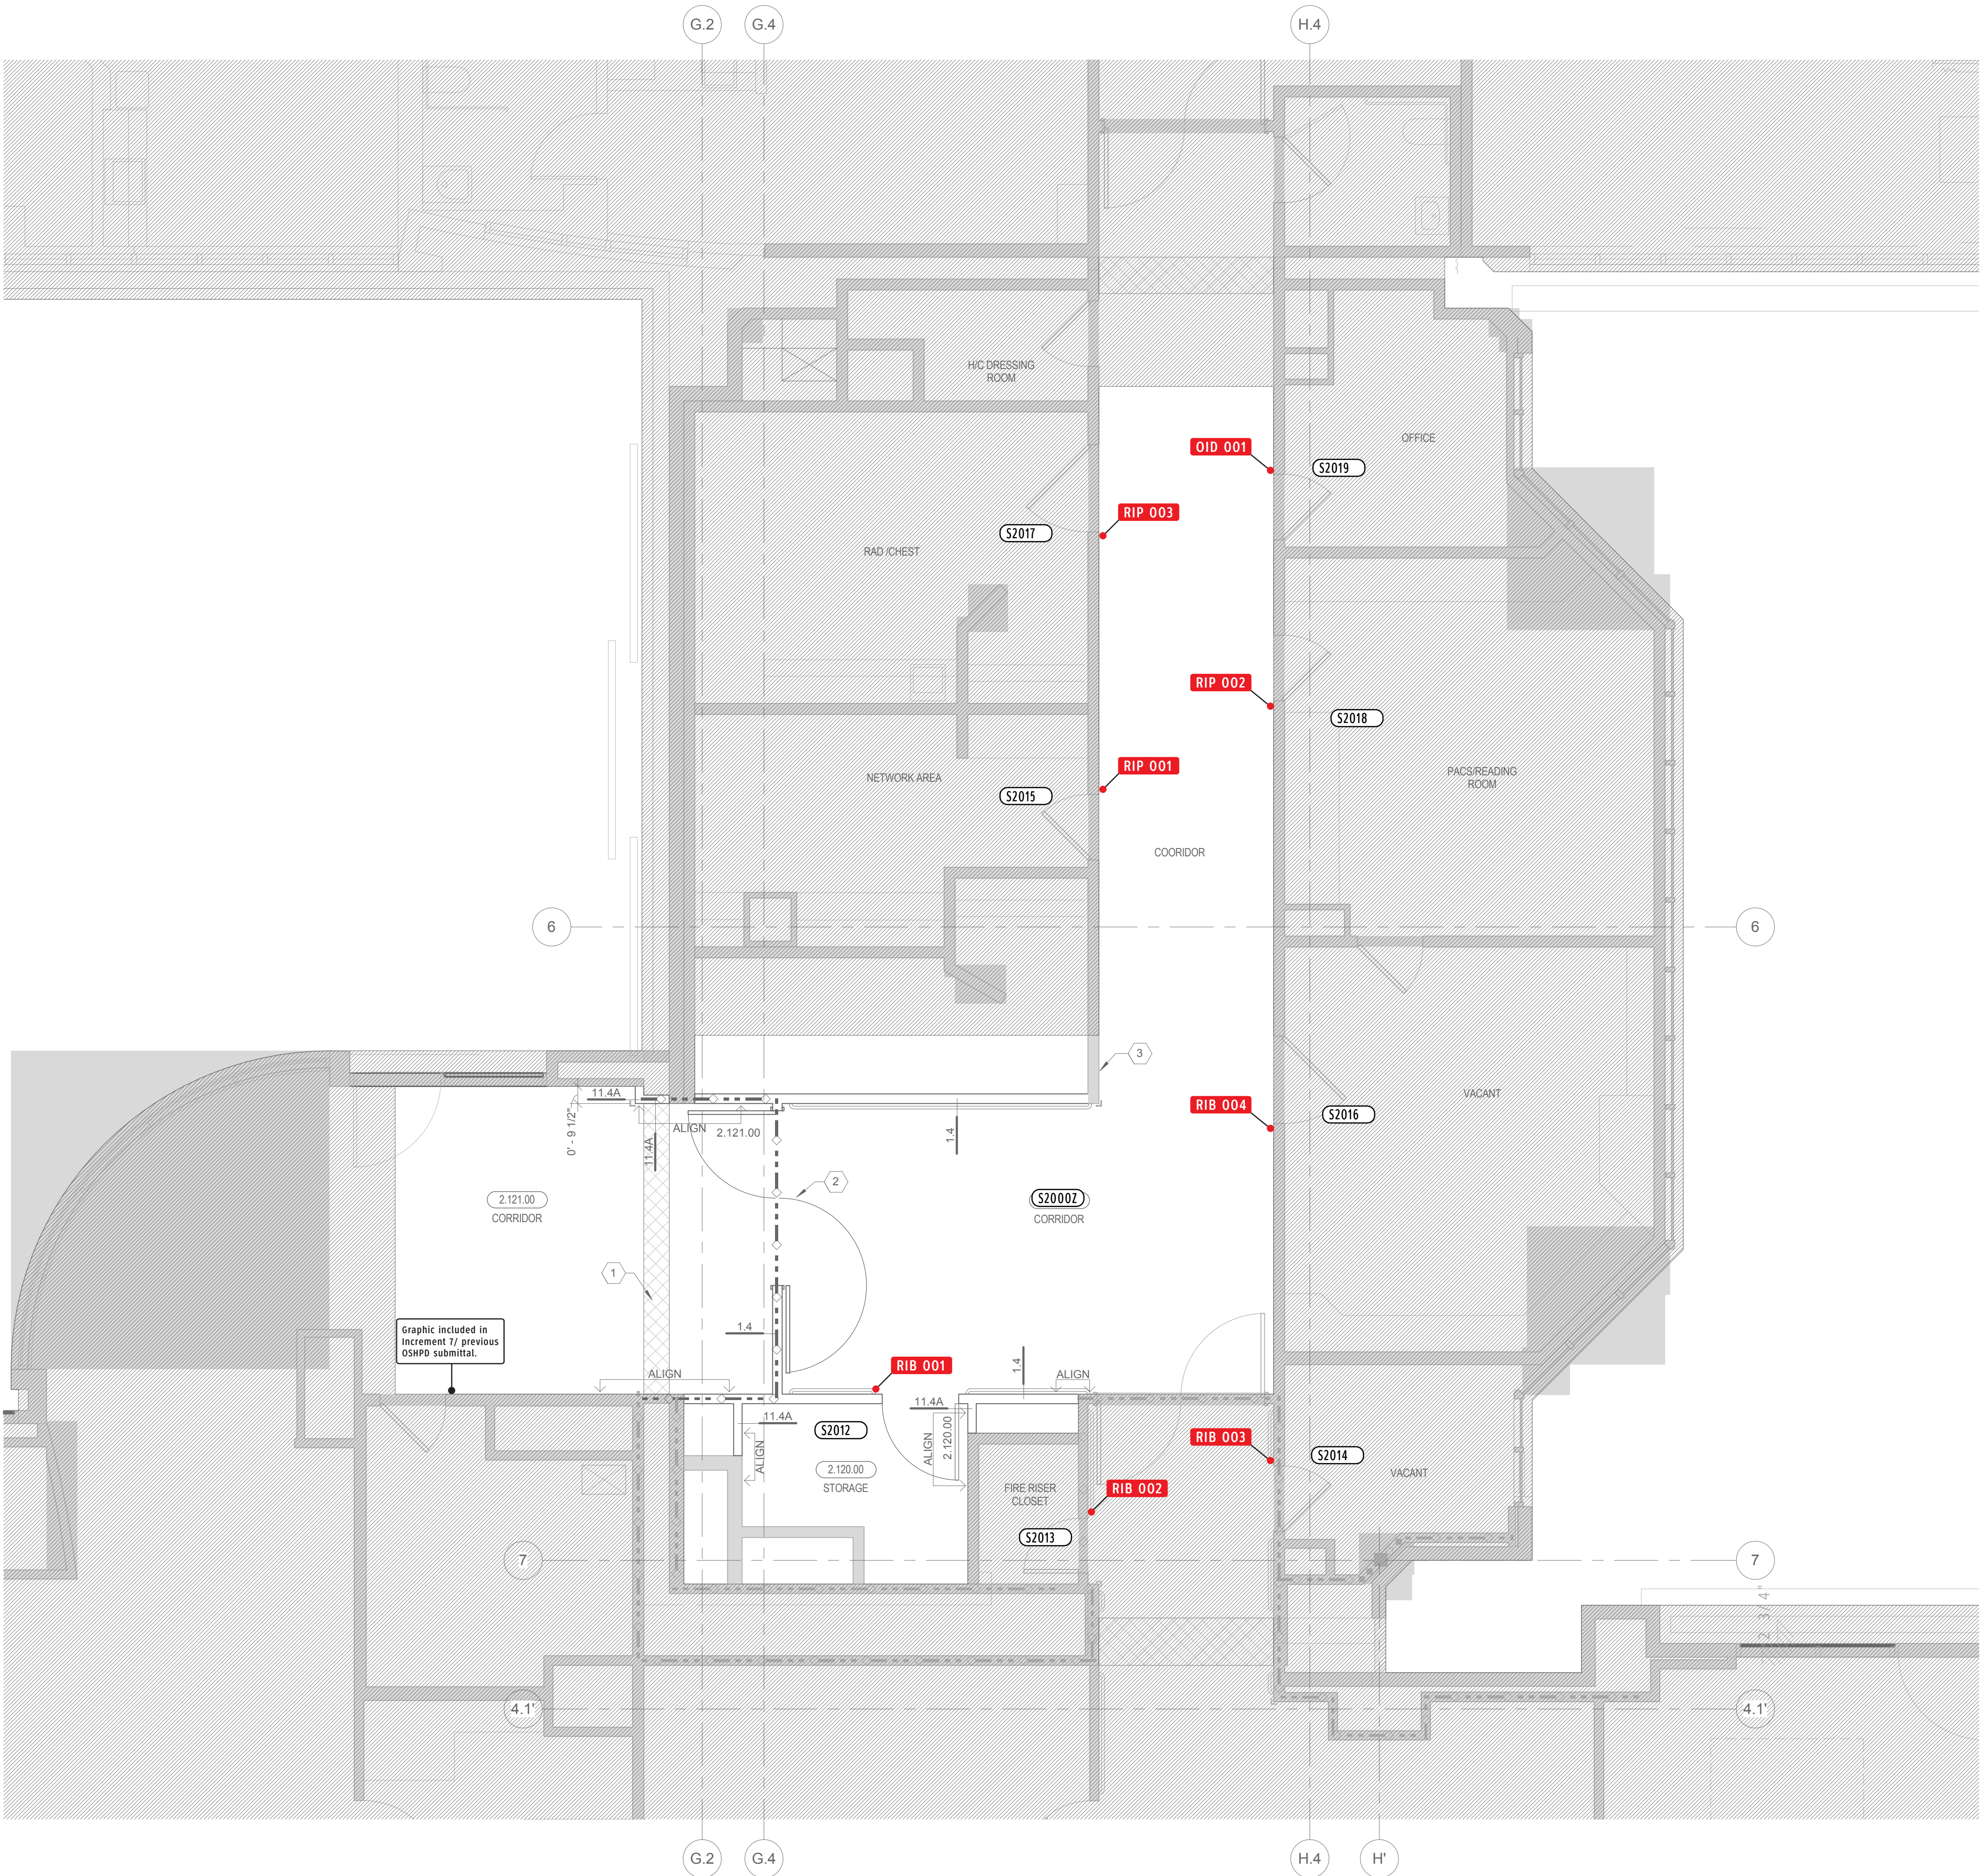 G.2
G.4
H.4
H/C DRESSING
ROOM
OFFICE
OID 001
S2019
RIP 003
S2017
RAD /CHEST
RIP 002
S2018
RIP 001
PACS/READING
ROOM
NETWORK AREA
S2015
COORIDOR
6
6
3
11.4A
0' - 9 1/2"
ALIGN
2.121.00
11.4A
1.4
VACANT
RIB 004
S2016
2
2.121.00
CORRIDOR
S2000Z
CORRIDOR
1
Graphic included in
Increment 7/ previous
OSHPD submittal.
1.4
ALIGN
RIB 001
1.4
ALIGN
11.4A
11.4A
S2012
ALIGN
ALIGN
2.120.00
2.120.00
STORAGE
RIB 003
S2014
VACANT
FIRE RISER
CLOSET
RIB 002
S2013
7
7
2 3/4"
4.1'
4.1'
G.2
G.4
H.4
H'